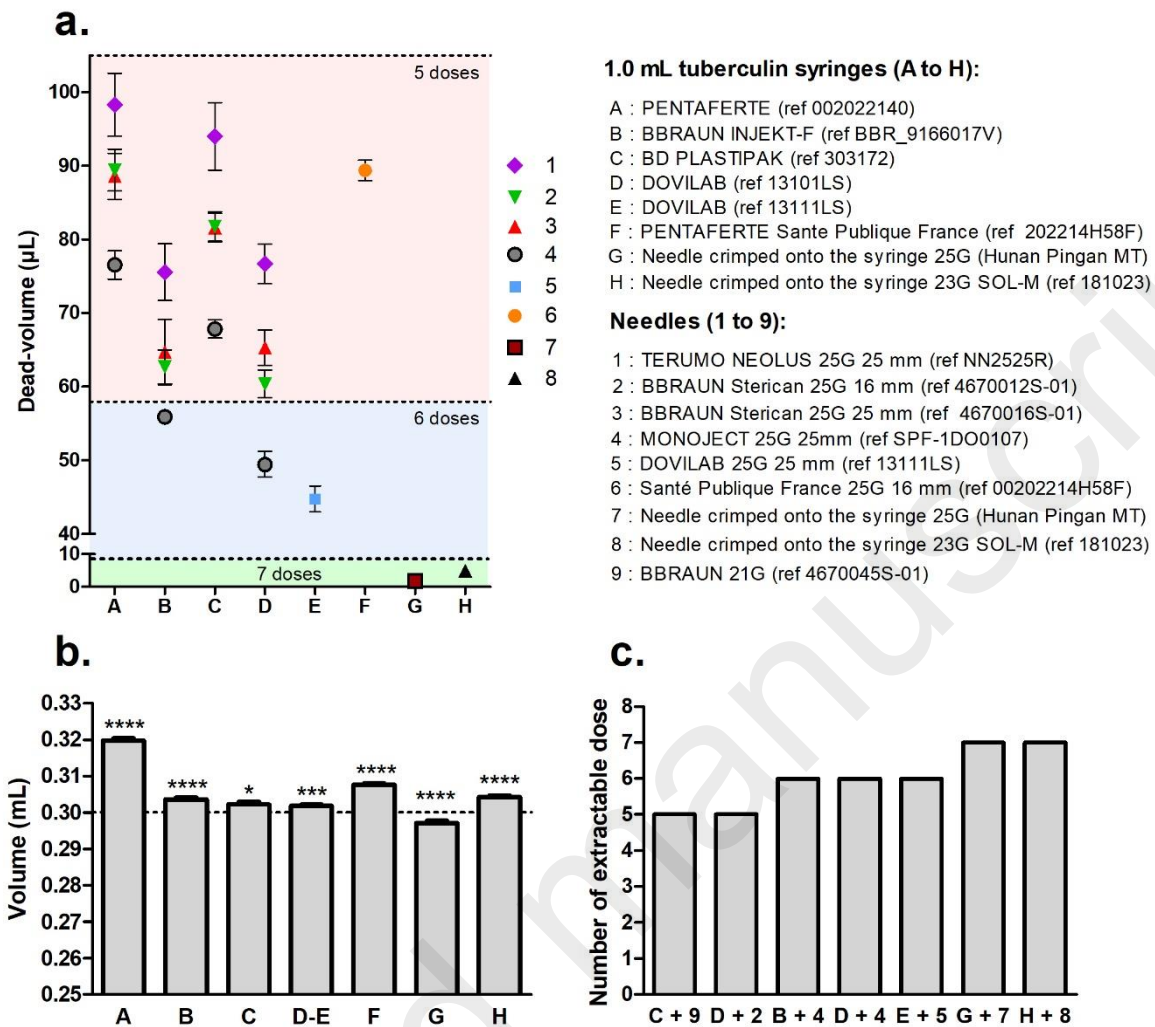 a.
Dead-volume (µL)
100
90
80
70
60
50
40
10
0
5 doses
6 doses
7 doses
A B C D E F G H
1
2
3
4
5
6
7
8
1.0 mL tuberculin syringes (A to H):
A : PENTAFERTE (ref 002022140)
B : BBRAUN INJEKT-F (ref BBR_9166017V)
C : BD PLASTIPAK (ref 303172)
D : DOVILAB (ref 13101LS)
E : DOVILAB (ref 13111LS)
F : PENTAFERTE Sante Publique France (ref 202214H58F)
G : Needle crimped onto the syringe 25G (Hunan Pingan MT)
H : Needle crimped onto the syringe 23G SOL-M (ref 181023)
Needles (1 to 9):
1 : TERUMO NEOLUS 25G 25 mm (ref NN2525R)
2 : BBRAUN Sterican 25G 16 mm (ref 4670012S-01)
3 : BBRAUN Sterican 25G 25 mm (ref 4670016S-01)
4 : MONOJECT 25G 25mm (ref SPF-1DO0107)
5 : DOVILAB 25G 25 mm (ref 13111LS)
6 : Santé Publique France 25G 16 mm (ref 00202214H58F)
7 : Needle crimped onto the syringe 25G (Hunan Pingan MT)
8 : Needle crimped onto the syringe 23G SOL-M (ref 181023)
9 : BBRAUN 21G (ref 4670045S-01)
b.
Volume (mL)
0.33
0.32
0.31
0.30
0.29
0.28
0.27
0.26
0.25
**** **** * *** **** **** ****
A B C D-E F G H
c.
Number of extractable dose
8
7
6
5
4
3
2
1
0
C + 9 D + 2 B + 4 D + 4 E + 5 G + 7 H + 8
manuscri